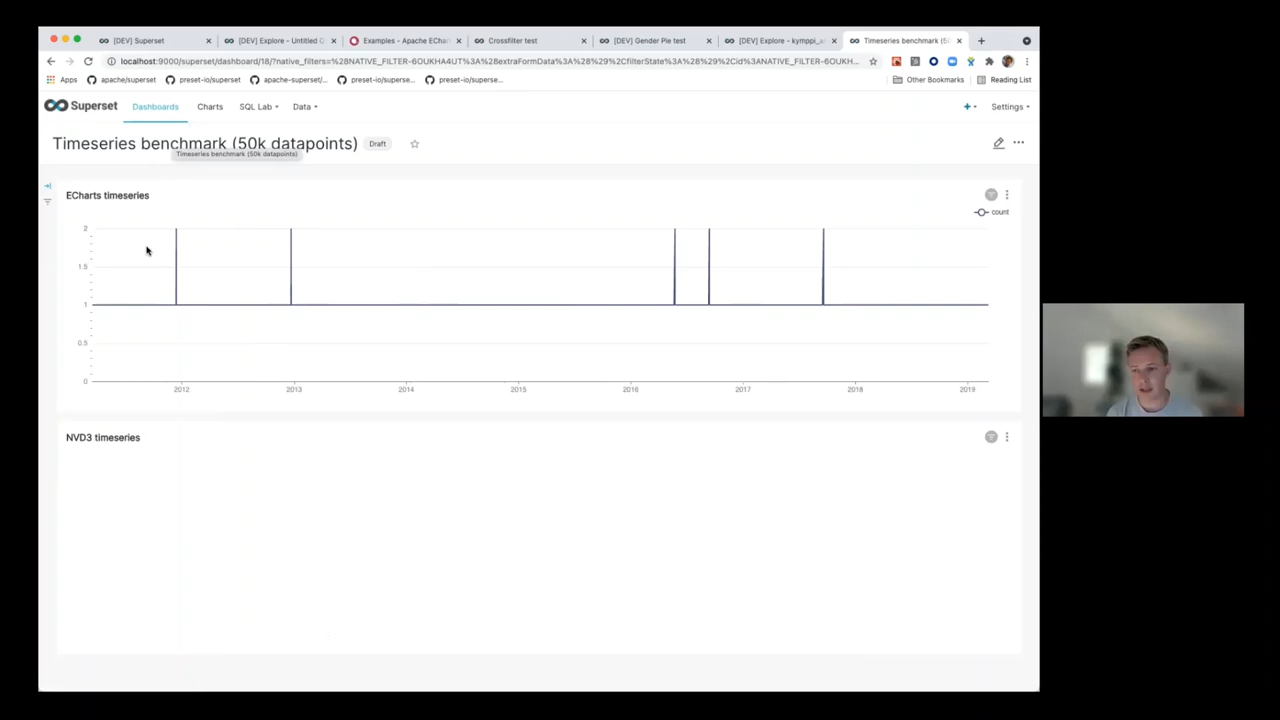 [DEV] Superset
[DEV] Explore - Untitled Q
Examples - Apache EChar
Crossfilter test
[DEV] Gender Pie test
[DEV] Explore - kymppi_a
Timeseries benchmark (50
localhost:9000/superset/dashboard/18/?native_filters=%28NATIVE_FILTER-6OUKHA4UT%3A%28extraFormData%3A%28%29%2CfilterState%3A%28%29%2Cid%3ANATIVE_FILTER-6OUKH...
Apps
apache/superset
preset-io/superset
apache-superset/...
preset-io/superse...
preset-io/superse...
Other Bookmarks
Reading List
Superset
Dashboards
Charts
SQL Lab
Data
+
Settings
Timeseries benchmark (50k datapoints)
Draft
Timeseries benchmark (50k datapoints)
ECharts timeseries
count
2
1.5
1
0.5
0
2012
2013
2014
2015
2016
2017
2018
2019
NVD3 timeseries